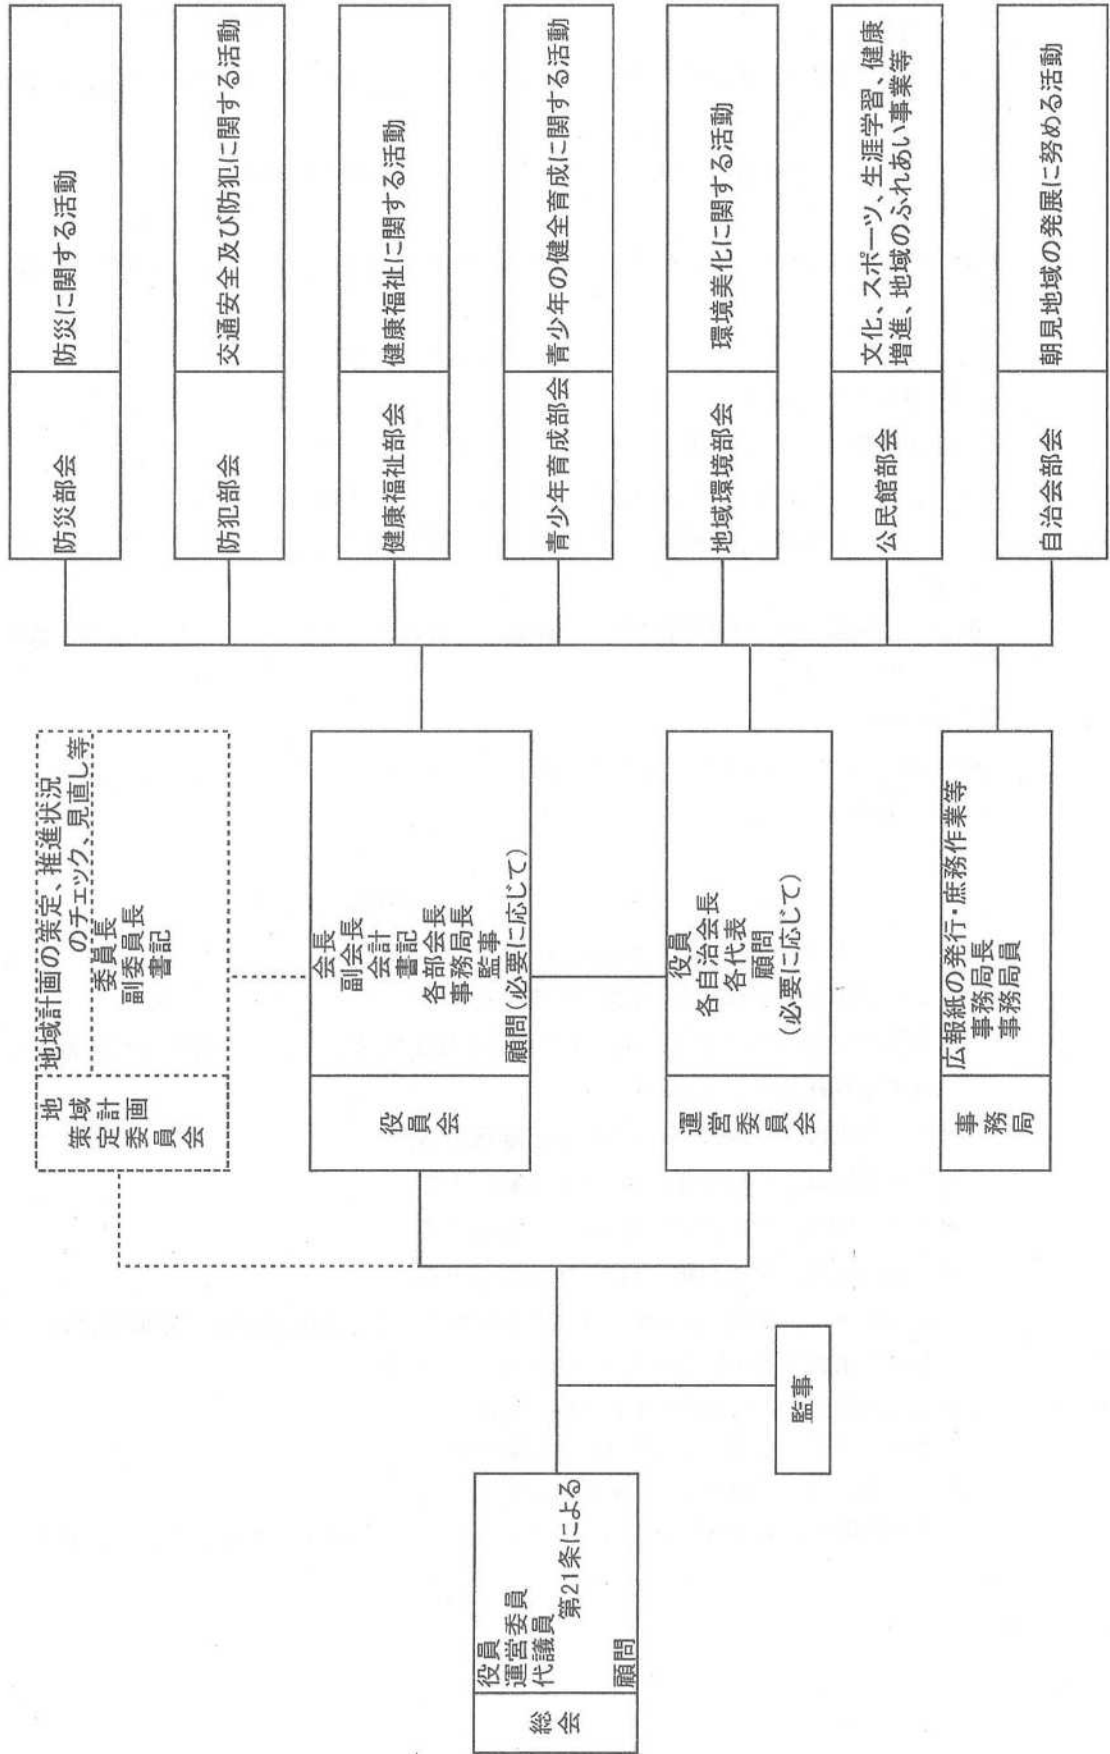 総会
役員
運営委員
代議員
第21条による
顧問
監事
地域計画
策定委員会
地域計画の策定、推進状況
のチェック、見直し等
委員長
副委員長
書記
役員会
会長
副会長
会計
書記
各部会長
事務局長
監事
顧問(必要に応じて)
運営委員会
役員
各自治会長
各代表
顧問
(必要に応じて)
事務局
広報紙の発行・庶務作業等
事務局長
事務局員
防災部会
防災に関する活動
防犯部会
交通安全及び防犯に関する活動
健康福祉部会
健康福祉に関する活動
青少年育成部会
青少年の健全育成に関する活動
地域環境部会
環境美化に関する活動
公民館部会
文化、スポーツ、生涯学習、健康
増進、地域のふれあい事業等
自治会部会
朝見地域の発展に努める活動